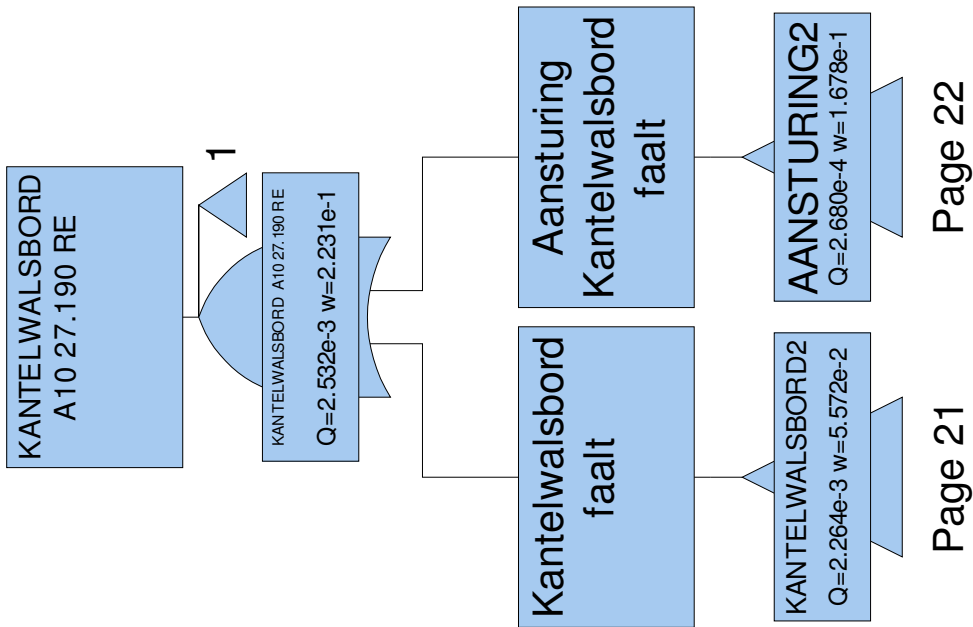 KANTELWALSBORD
A10 27.190 RE
1
KANTELWALSBORD A10 27.190 RE
Q=2.532e-3 w=2.231e-1
Kantelwalsbord
faalt
Aansturing
Kantelwalsbord
faalt
KANTELWALSBORD2
Q=2.264e-3 w=5.572e-2
AANSTURING2
Q=2.680e-4 w=1.678e-1
Page 21
Page 22